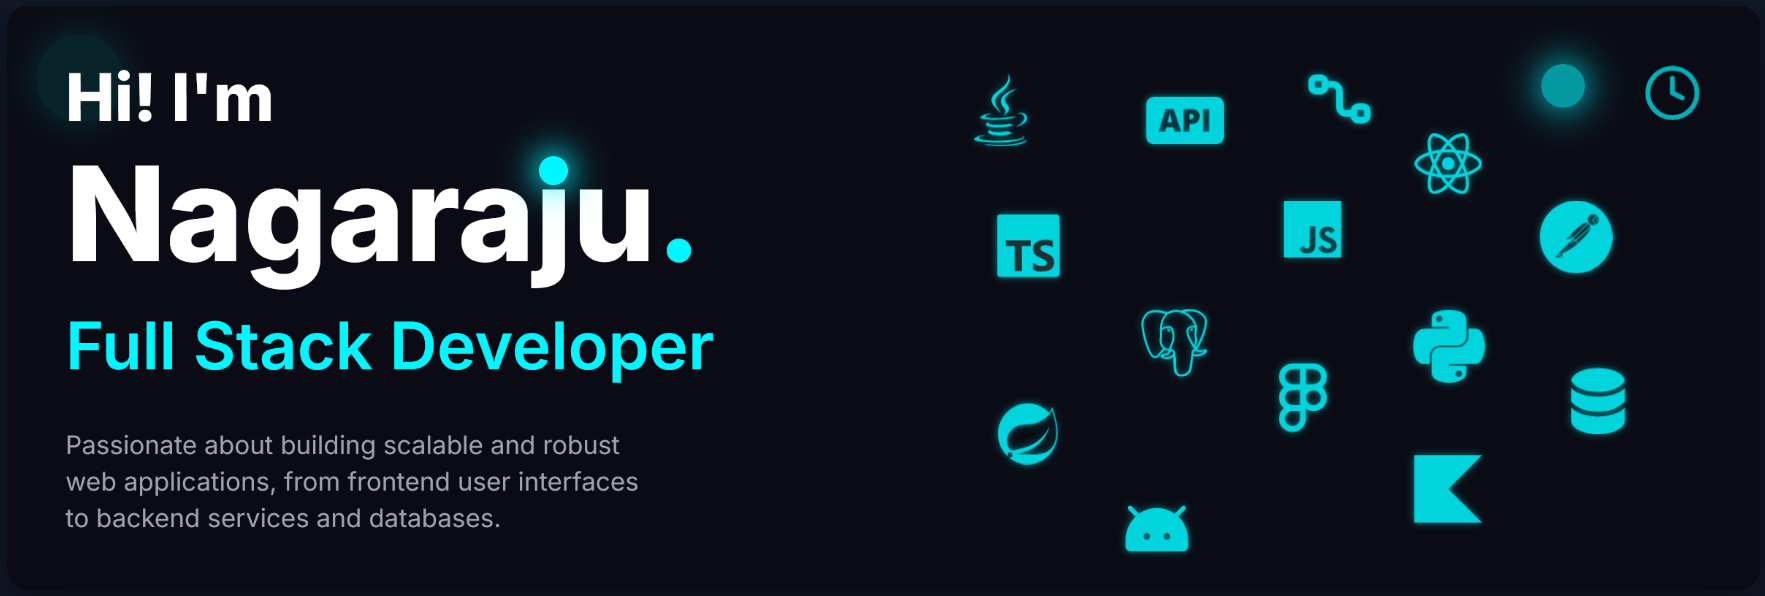 Hi! I'm
Nagaraju.
Full Stack Developer
Passionate about building scalable and robust
web applications, from frontend user interfaces
to backend services and databases.
API
TS
JS